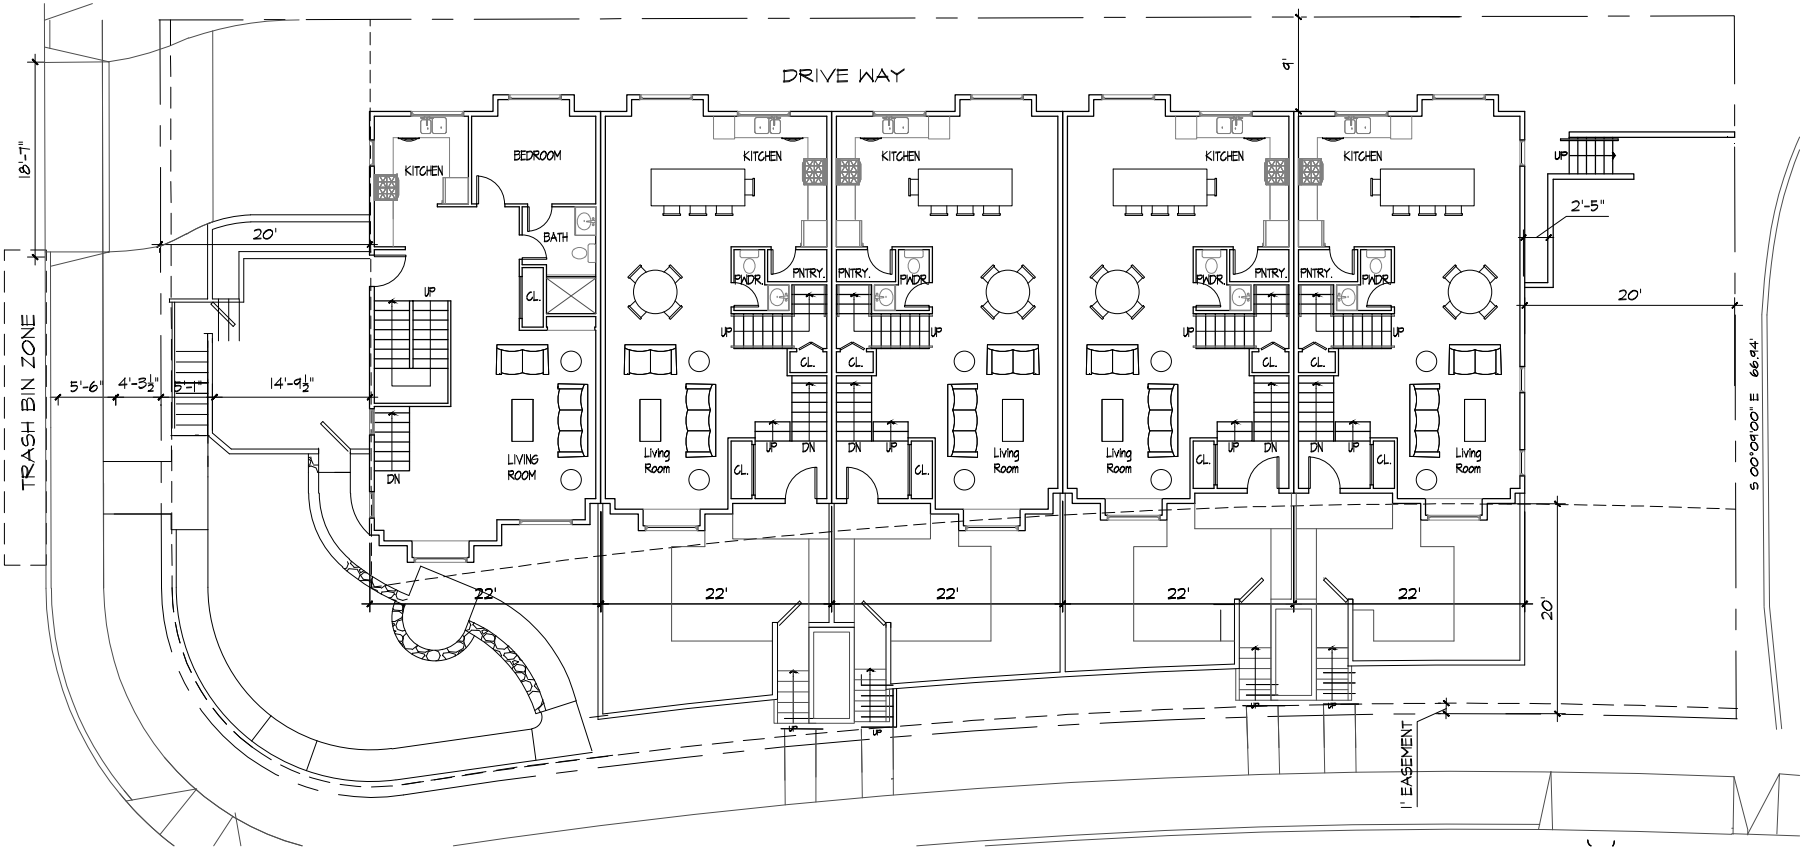 DRIVE WAY
9'
18'-7"
KITCHEN
BEDROOM
KITCHEN
KITCHEN
KITCHEN
KITCHEN
UP
2'-5"
20'
BATH
PWDR.
PNTRY.
PNTRY.
PWDR.
PWDR.
PNTRY.
PNTRY.
PWDR.
CL.
UP
20'
UP
UP
UP
UP
TRASH BIN ZONE
CL.
CL.
CL.
CL.
5'-6"
4'-3½"
5'-1"
14'-9½"
S 00°09'00" E 66.94'
LIVING
ROOM
DN
CL.
UP
DN
DN
UP
CL.
Living
Room
Living
Room
Living
Room
CL.
UP
DN
DN
UP
CL.
Living
Room
22'
22'
22'
22'
22'
20'
UP
UP
UP
UP
1' EASEMENT